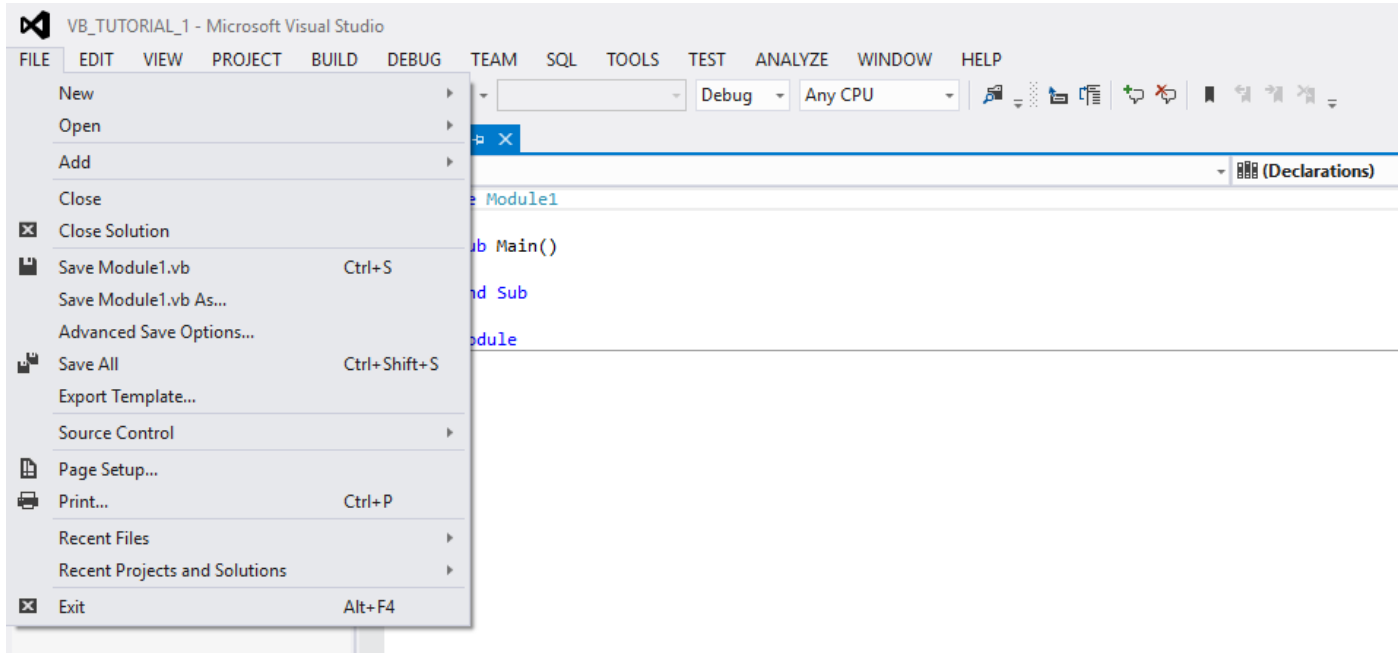 VB_TUTORIAL_1 - Microsoft Visual Studio
FILE EDIT VIEW PROJECT BUILD DEBUG TEAM SQL TOOLS TEST ANALYZE WINDOW HELP
New
Debug Any CPU
Open
Add
(Declarations)
Close
e Module1
Close Solution
ub Main()
Save Module1.vb Ctrl+S
Save Module1.vb As...
nd Sub
Advanced Save Options...
odule
Save All Ctrl+Shift+S
Export Template...
Source Control
Page Setup...
Print... Ctrl+P
Recent Files
Recent Projects and Solutions
Exit Alt+F4